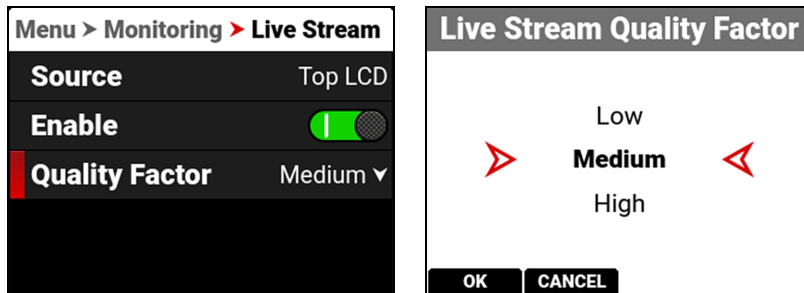 Menu > Monitoring > Live Stream
Source Top LCD
Enable
Quality Factor Medium
Live Stream Quality Factor
Low
Medium
High
OK CANCEL